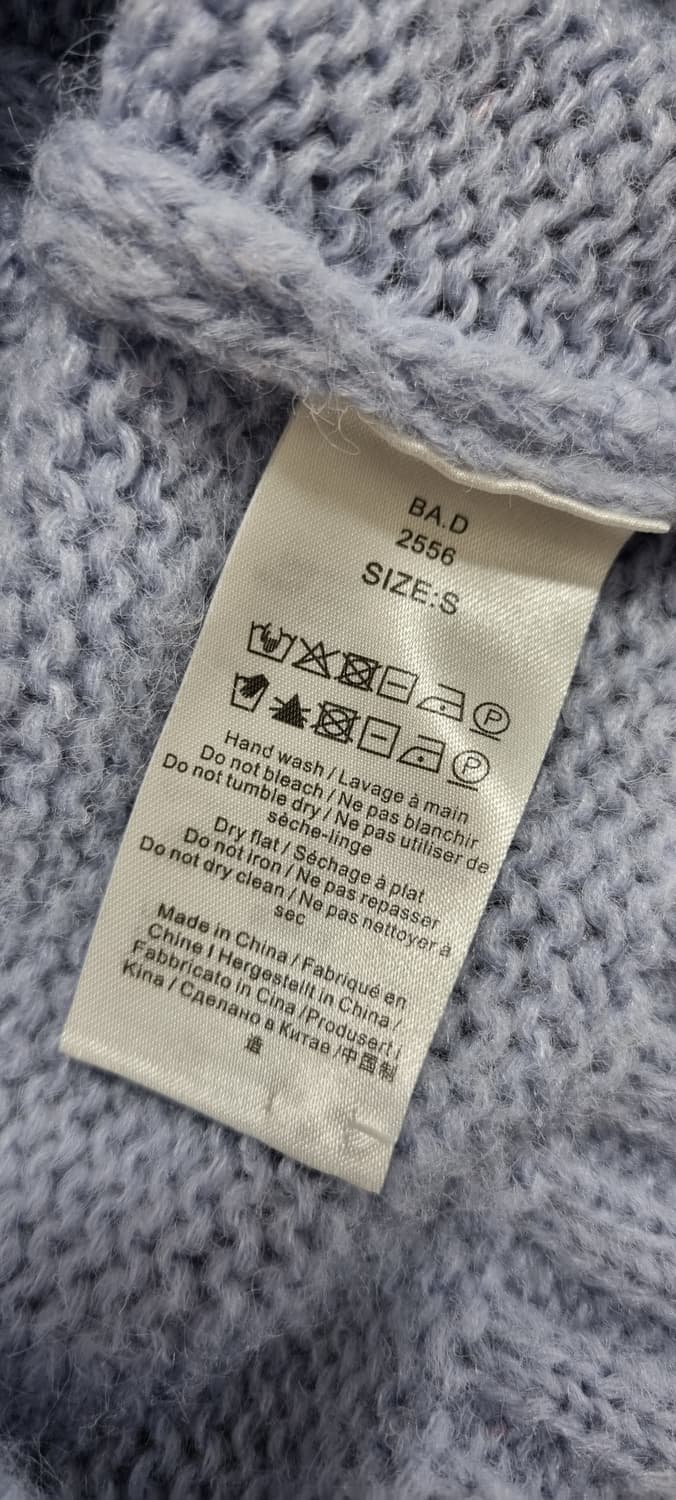 BA.D
2556
SIZE:S
P
P
Hand wash / Lavage à main
Do not bleach / Ne pas blanchir
Do not tumble dry / Ne pas utiliser de
sèche-linge
Dry flat / Séchage à plat
Do not iron / Ne pas repasser
Do not dry clean / Ne pas nettoyer à
sec
Made in China / Fabriqué en
Chine I Hergestellt in China /
Fabbricato in Cina /Produsert i
Kina / Сделано в Китае /中国制
造